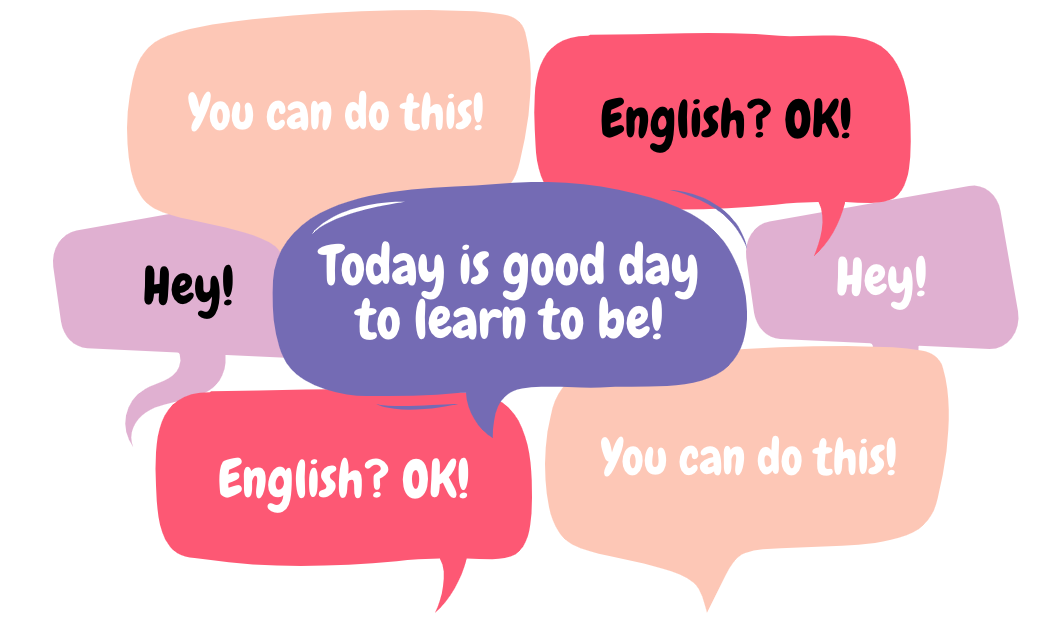 You can do this!
English? OK!
Hey!
Today is good day
to learn to be!
Hey!
English? OK!
You can do this!